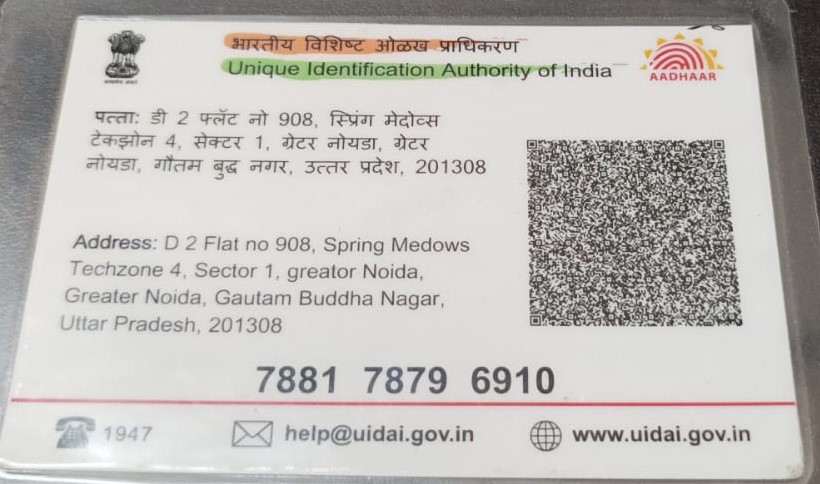 भारतीय विशिष्ट ओळख प्राधिकरण
Unique Identification Authority of India
AADHAAR
पत्ता: डी 2 फ्लॅट नो 908, स्प्रिंग मेदोव्स
टेकझोन 4, सेक्टर 1, ग्रेटर नोयडा, ग्रेटर
नोयडा, गौतम बुद्ध नगर, उत्तर प्रदेश, 201308
Address: D 2 Flat no 908, Spring Medows
Techzone 4, Sector 1, greator Noida,
Greater Noida, Gautam Buddha Nagar,
Uttar Pradesh, 201308
7881 7879 6910
1947
help@uidai.gov.in
www.uidai.gov.in